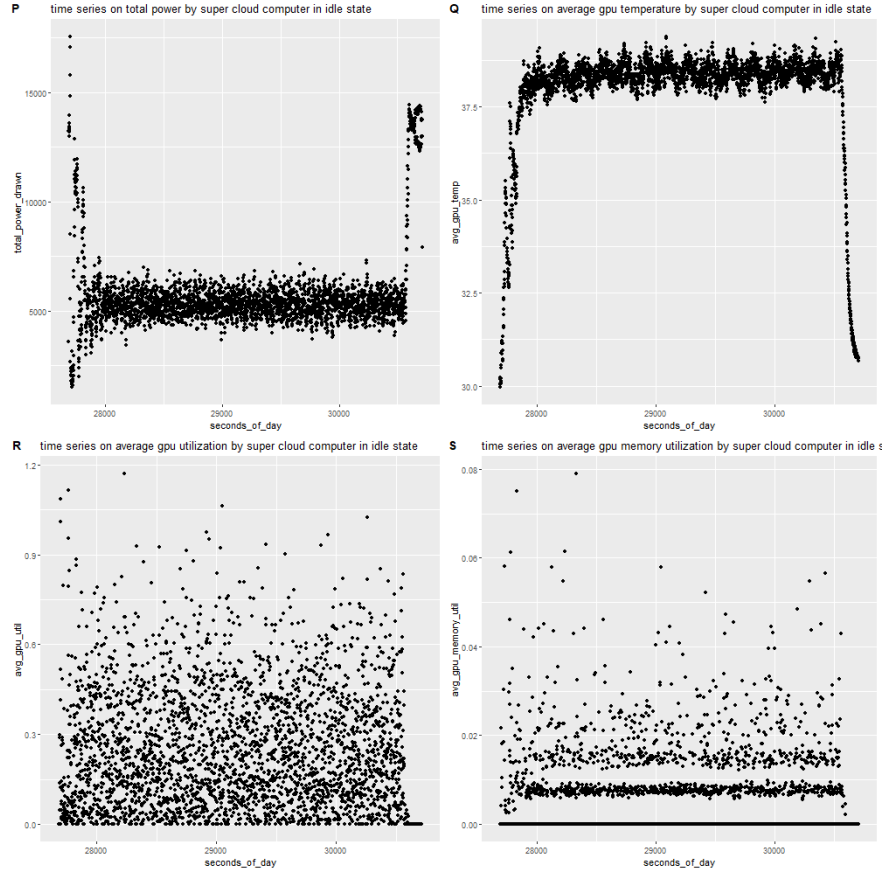 P time series on total power by super cloud computer in idle state
15000
10000
5000
total_power_drawn
28000 29000 30000
seconds_of_day
Q time series on average gpu temperature by super cloud computer in idle state
37.5
35.0
32.5
30.0
avg_gpu_temp
28000 29000 30000
seconds_of_day
R time series on average gpu utilization by super cloud computer in idle state
1.2
0.9
0.6
0.3
0.0
avg_gpu_util
28000 29000 30000
seconds_of_day
S time series on average gpu memory utilization by super cloud computer in idle s
0.08
0.06
0.04
0.02
0.00
avg_gpu_memory_util
28000 29000 30000
seconds_of_day